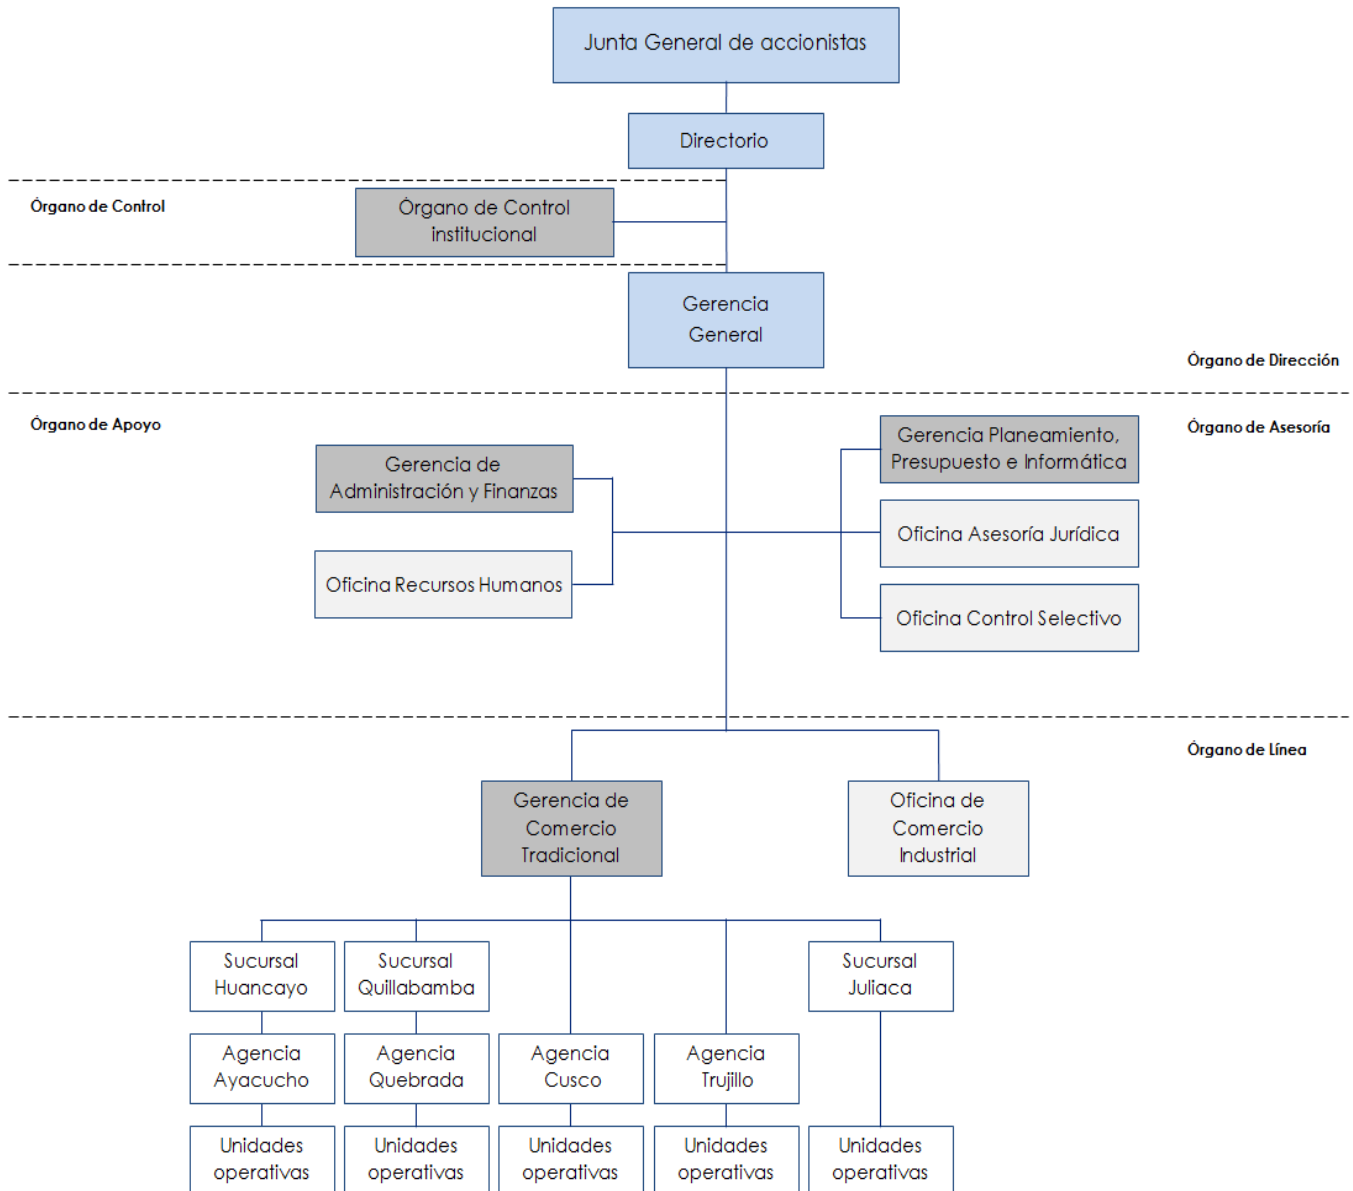 Junta General de accionistas
Directorio
Órgano de Control
Órgano de Control
institucional
Gerencia
General
Órgano de Dirección
Órgano de Apoyo
Órgano de Asesoría
Gerencia de
Administración y Finanzas
Oficina Recursos Humanos
Gerencia Planeamiento,
Presupuesto e Informática
Oficina Asesoría Jurídica
Oficina Control Selectivo
Órgano de Línea
Gerencia de
Comercio
Tradicional
Oficina de
Comercio
Industrial
Sucursal
Huancayo
Sucursal
Quillabamba
Sucursal
Juliaca
Agencia
Ayacucho
Agencia
Quebrada
Agencia
Cusco
Agencia
Trujillo
Unidades
operativas
Unidades
operativas
Unidades
operativas
Unidades
operativas
Unidades
operativas